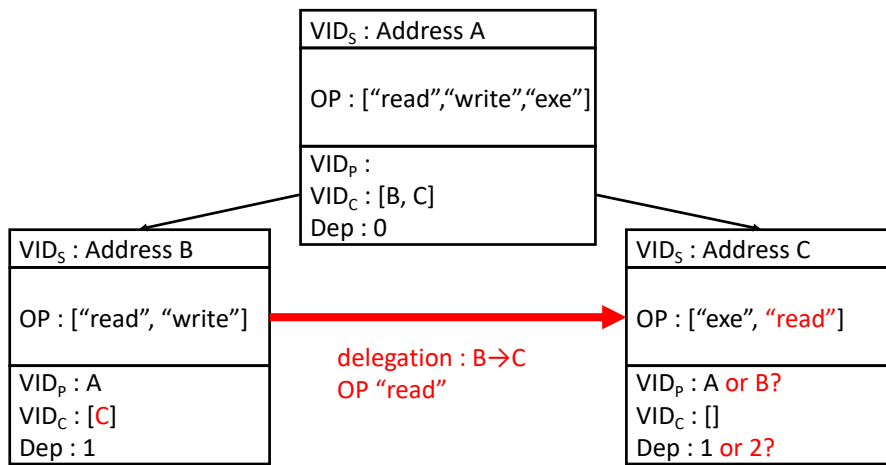 VIDS : Address A
OP : [“read”,“write”,“exe”]
VIDP :
VIDC : [B, C]
Dep : 0
VIDS : Address B
OP : [“read”, “write”]
VIDP : A
VIDC : [C]
Dep : 1
delegation : B→C
OP “read”
VIDS : Address C
OP : [“exe”, “read”]
VIDP : A or B?
VIDC : []
Dep : 1 or 2?